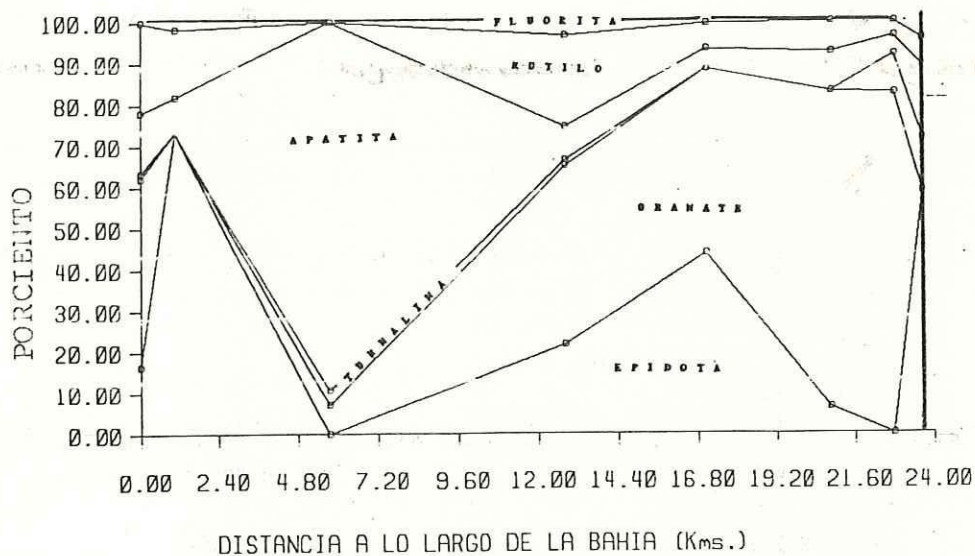 100.00
90.00
80.00
70.00
60.00
50.00
40.00
30.00
20.00
10.00
0.00
PORCIENTO
FLUORITA
RUTILO
APATITA
GRANATE
TURMALINA
EPIDOTA
0.00 2.40 4.80 7.20 9.60 12.00 14.40 16.80 19.20 21.60 24.00
DISTANCIA A LO LARGO DE LA BAHIA (Kms.)